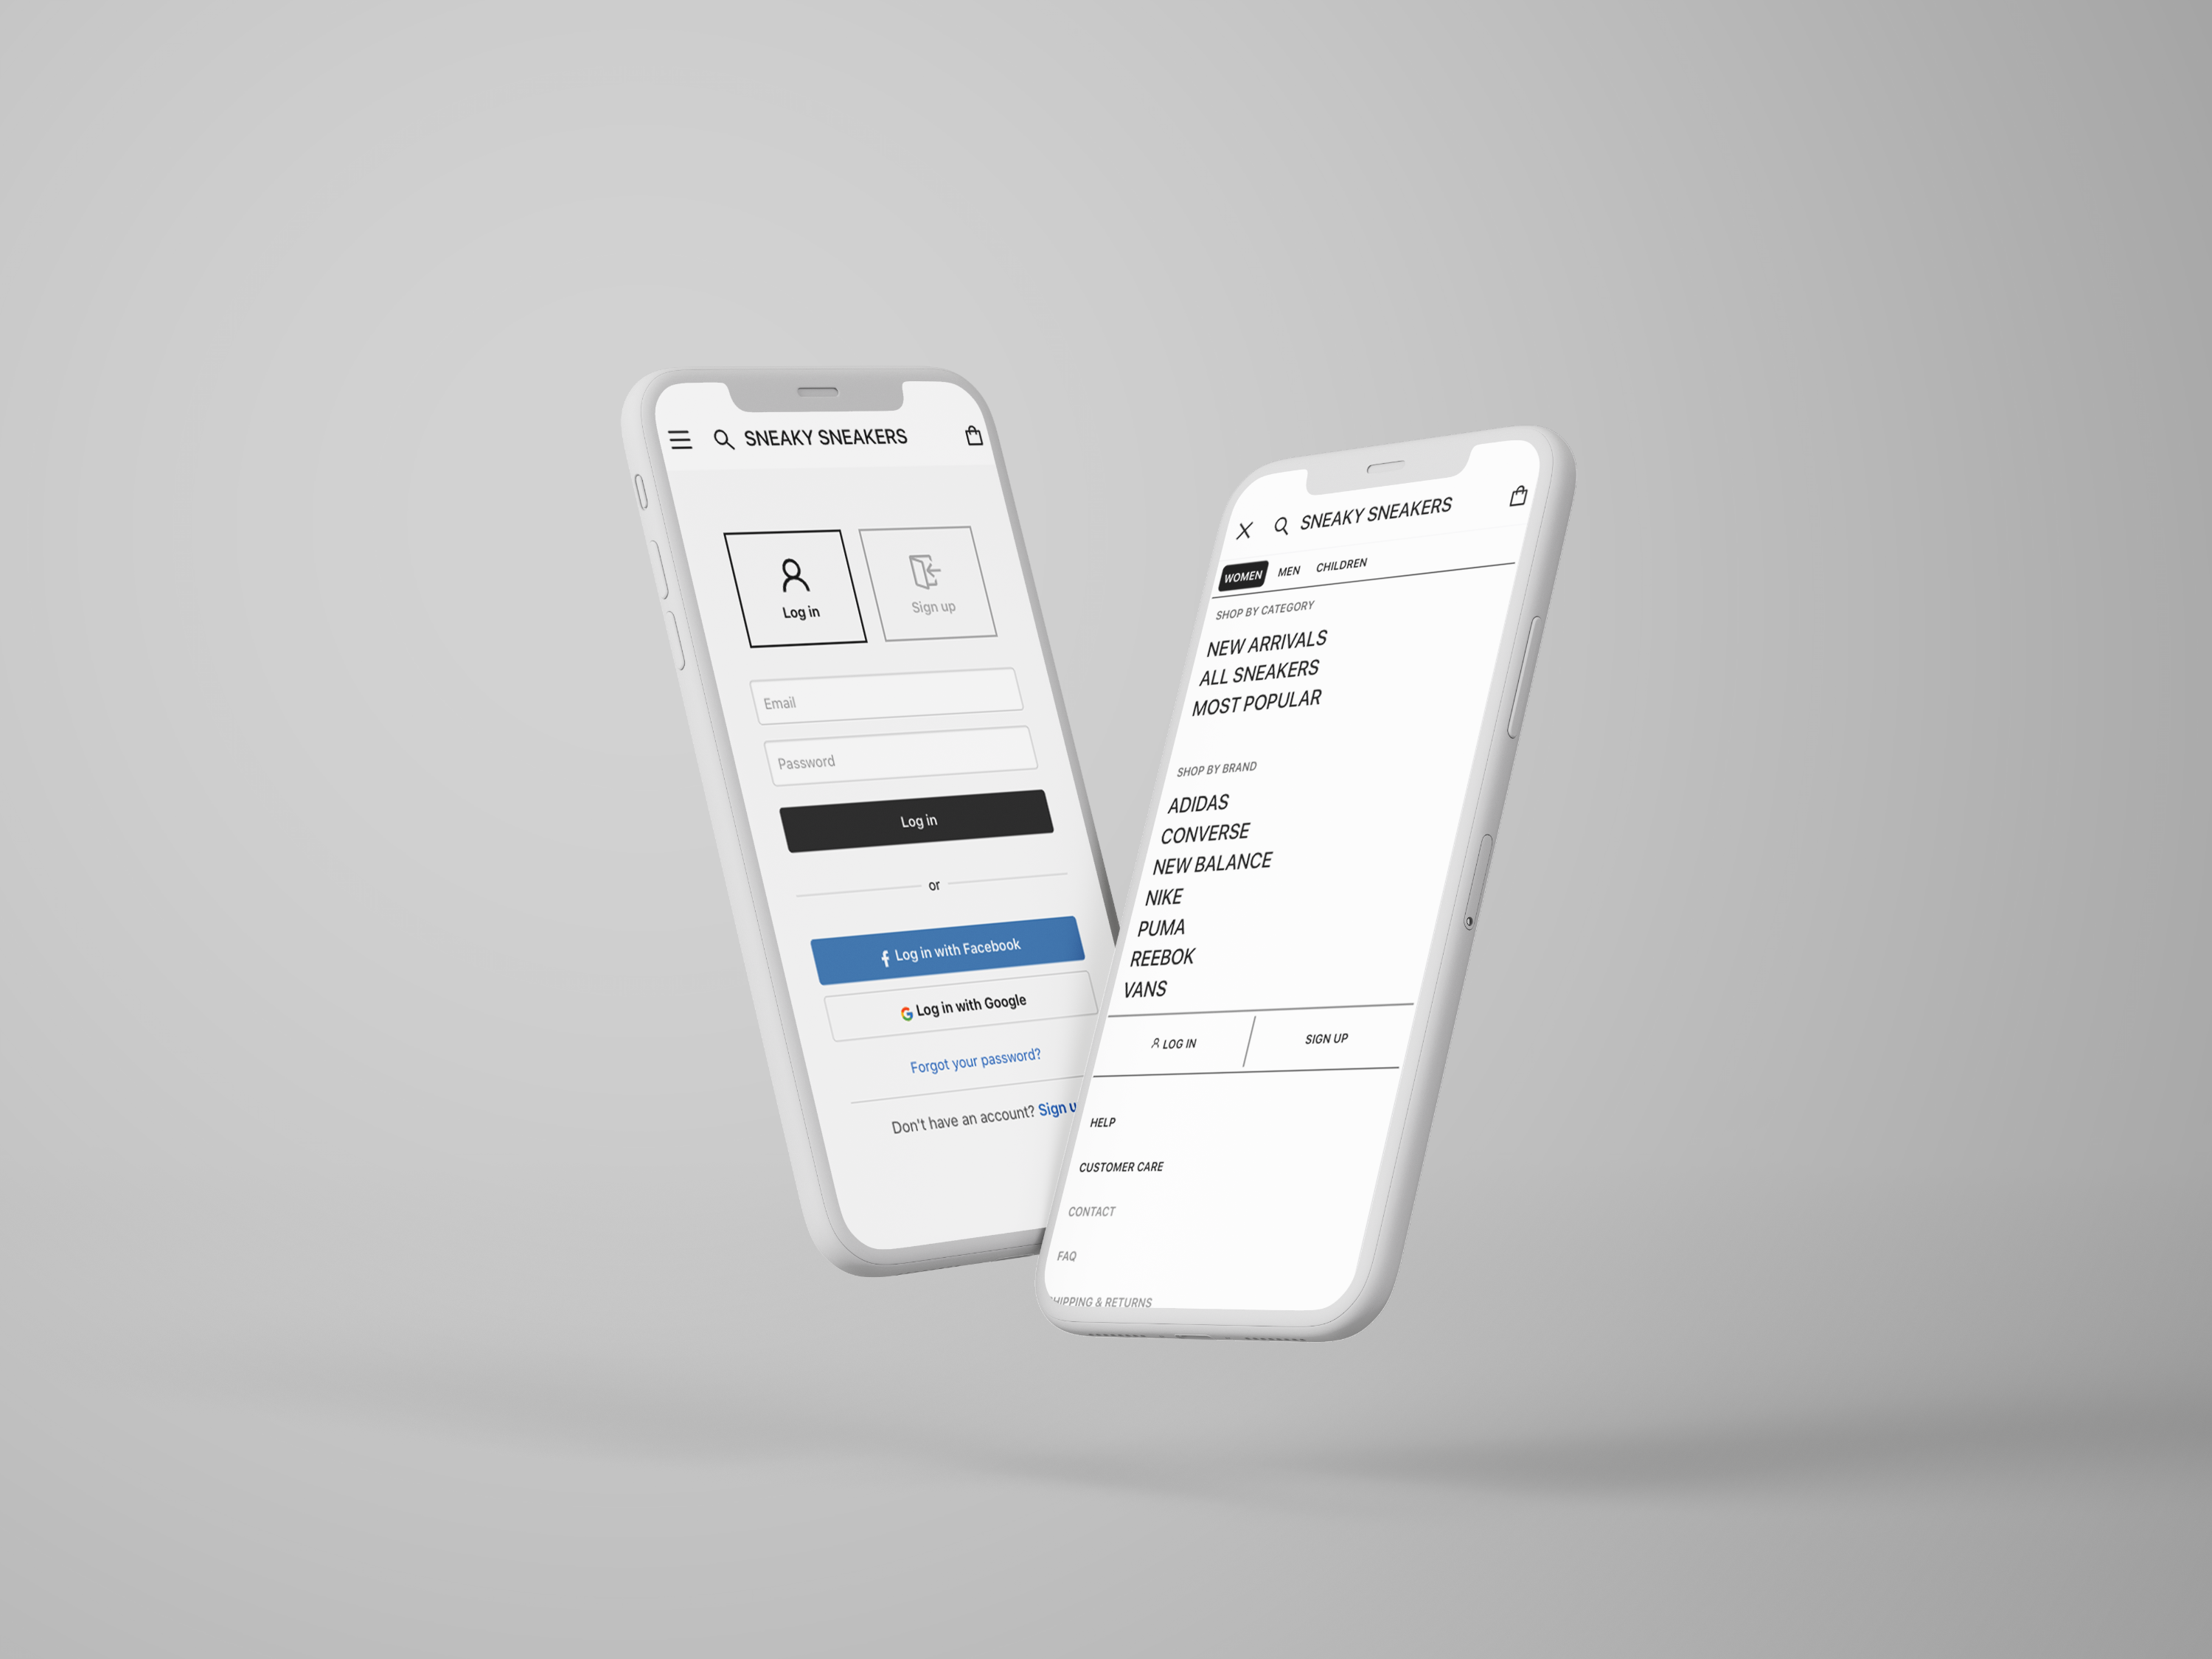 SNEAKY SNEAKERS
Log in
Sign up
Email
Password
Log in
or
Log in with Facebook
Log in with Google
Forgot your password?
Don't have an account? Sign u
SNEAKY SNEAKERS
WOMEN MEN CHILDREN
SHOP BY CATEGORY
NEW ARRIVALS
ALL SNEAKERS
MOST POPULAR
SHOP BY BRAND
ADIDAS
CONVERSE
NEW BALANCE
NIKE
PUMA
REEBOK
VANS
LOG IN SIGN UP
HELP
CUSTOMER CARE
CONTACT
FAQ
HIPPING & RETURNS